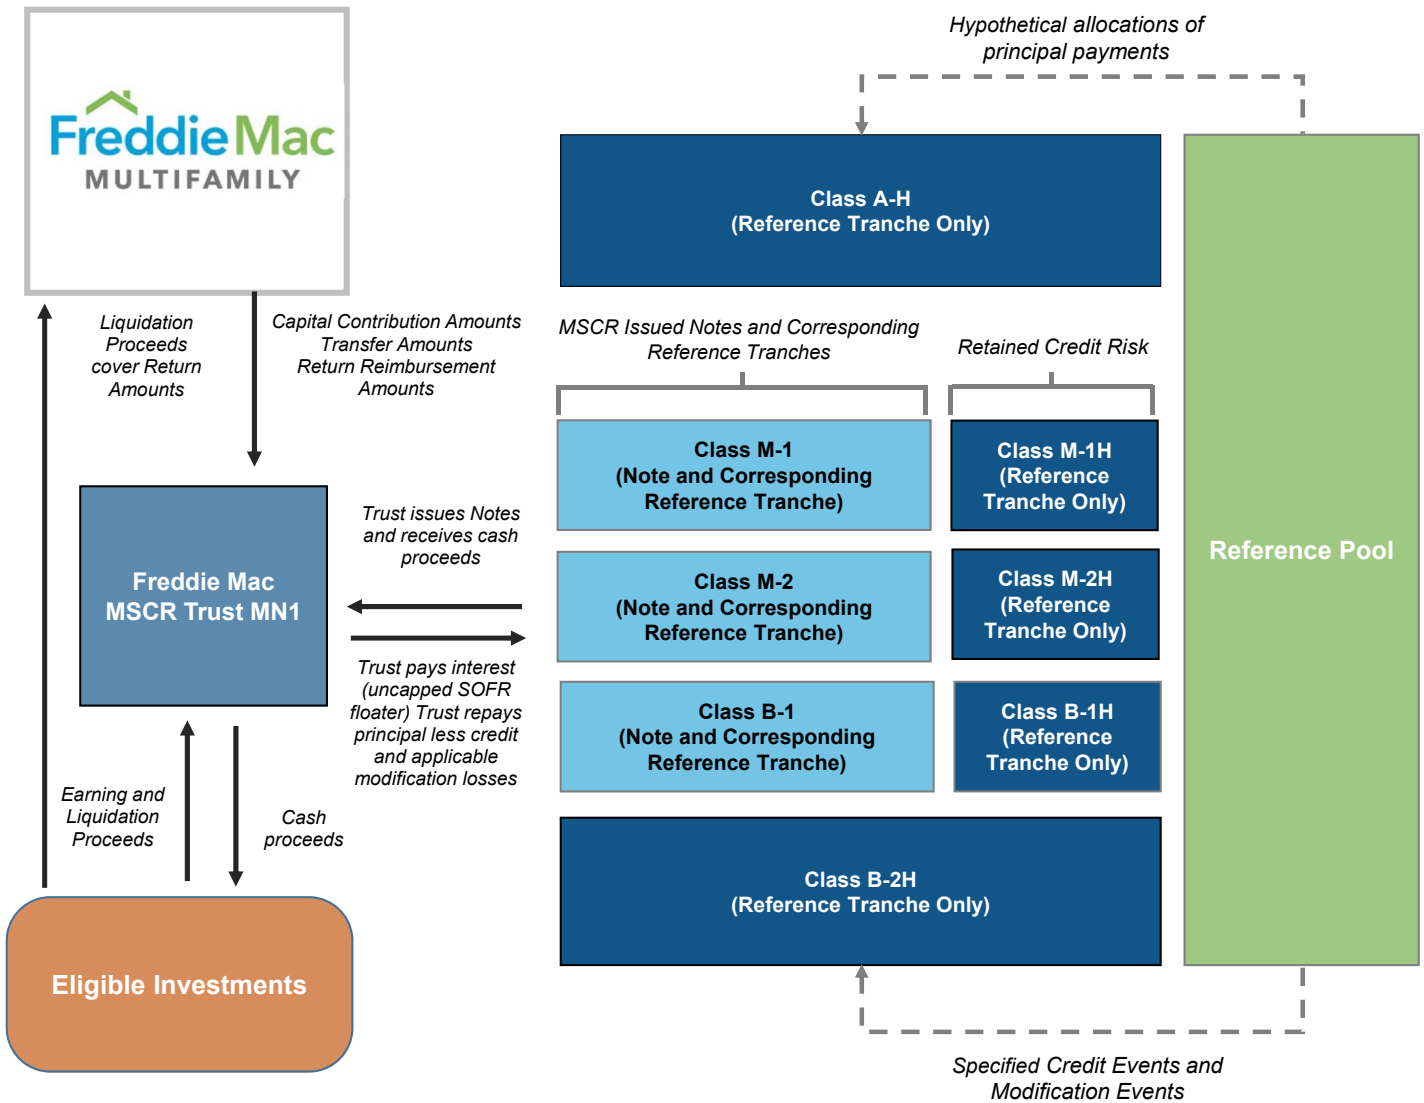 Freddie Mac
MULTIFAMILY
Hypothetical allocations of
principal payments
Class A-H
(Reference Tranche Only)
Liquidation
Proceeds
cover Return
Amounts
Capital Contribution Amounts
Transfer Amounts
Return Reimbursement
Amounts
MSCR Issued Notes and Corresponding
Reference Tranches
Retained Credit Risk
Class M-1
(Note and Corresponding
Reference Tranche)
Class M-1H
(Reference
Tranche Only)
Reference Pool
Freddie Mac
MSCR Trust MN1
Trust issues Notes
and receives cash
proceeds
Class M-2
(Note and Corresponding
Reference Tranche)
Class M-2H
(Reference
Tranche Only)
Trust pays interest
(uncapped SOFR
floater) Trust repays
principal less credit
and applicable
modification losses
Class B-1
(Note and Corresponding
Reference Tranche)
Class B-1H
(Reference
Tranche Only)
Earning and
Liquidation
Proceeds
Cash
proceeds
Class B-2H
(Reference Tranche Only)
Eligible Investments
Specified Credit Events and
Modification Events